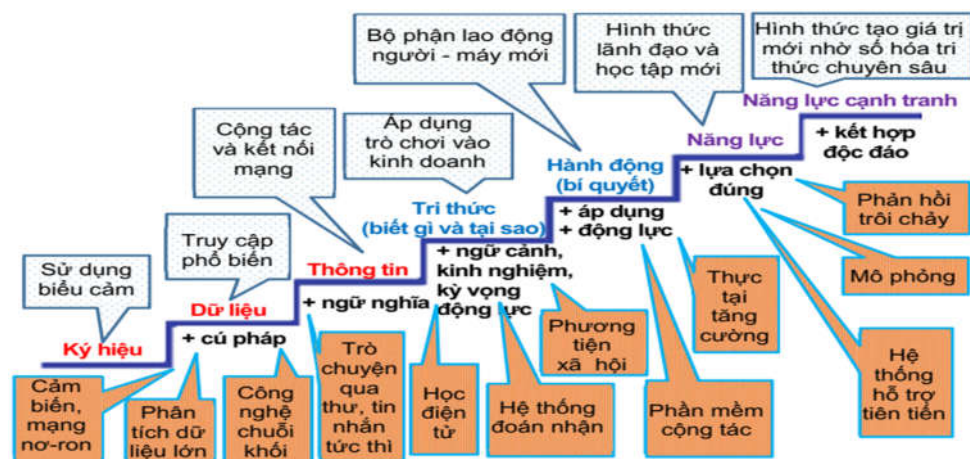 Sử dụng
biểu cảm
Truy cập
phổ biến
Cộng tác
và kết nối
mạng
Áp dụng
trò chơi vào
kinh doanh
Bộ phận lao động
người - máy mới
Hình thức
lãnh đạo và
học tập mới
Hình thức tạo giá trị
mới nhờ số hóa tri
thức chuyên sâu
Ký hiệu
Dữ liệu
+ cú pháp
Thông tin
+ ngữ nghĩa
Tri thức
(biết gì và tại sao)
+ ngữ cảnh,
kinh nghiệm,
kỳ vọng
động lực
Hành động
(bí quyết)
+ áp dụng
+ động lực
Năng lực
+ lựa chọn
đúng
Năng lực cạnh tranh
+ kết hợp
độc đáo
Cảm
biến,
mạng
nơ-ron
Phân
tích dữ
liệu lớn
Công
nghệ
chuỗi
khối
Trò
chuyện
qua
thư, tin
nhắn
tức thì
Học
điện
tử
Hệ thống
đoán nhận
Phương
tiện
xã hội
Phần mềm
cộng tác
Thực
tại
tăng
cường
Phản hồi
trôi chảy
Mô phỏng
Hệ
thống
hỗ trợ
tiên tiến